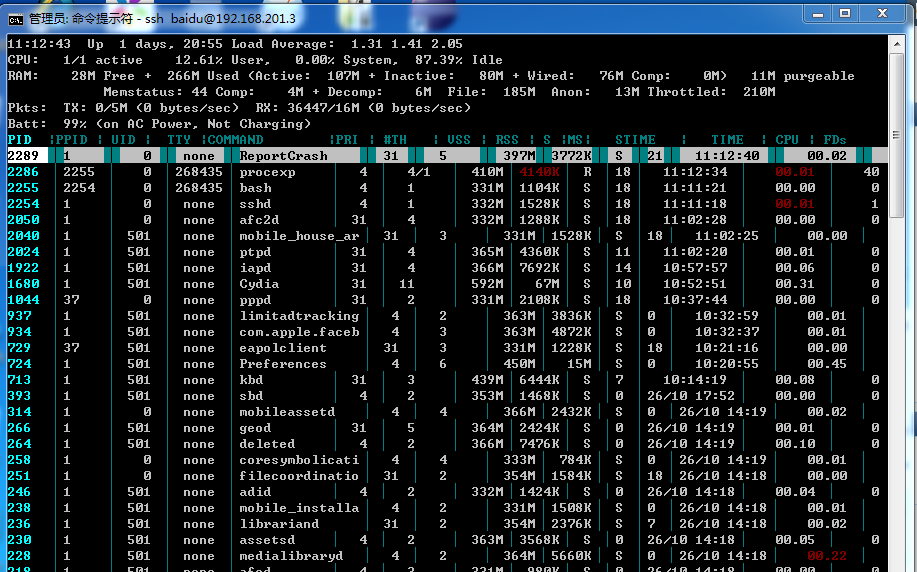 管理员: 命令提示符 - ssh baidu@192.168.201.3
11:12:43 Up 1 days, 20:55 Load Average: 1.31 1.41 2.05
CPU: 1/1 active 12.61% User, 0.00% System, 87.39% Idle
RAM: 28M Free + 266M Used (Active: 107M + Inactive: 80M + Wired: 76M Comp: 0M) 11M purgeable
Memstatus: 44 Comp: 4M + Decomp: 6M File: 185M Anon: 13M Throttled: 210M
Pkts: TX: 0/5M (0 bytes/sec) RX: 36447/16M (0 bytes/sec)
Batt: 99% (on AC Power, Not Charging)
PID ¦PPID ¦ UID ¦ TTY ¦COMMAND ¦PRI ¦ #TH ¦ USS ¦ RSS ¦ S ¦MS¦ STIME ¦ TIME ¦ CPU ¦ FDs
2289 1 0 none ReportCrash 31 5 397M 3772K S 21 11:12:40 00.02
2286 2255 0 268435 procexp 4 4/1 410M 4140K R 18 11:12:34 00.01 40
2255 2254 0 268435 bash 4 1 331M 1104K S 18 11:11:21 00.00 0
2254 1 0 none sshd 4 1 332M 1528K S 18 11:11:18 00.01 1
2050 1 0 none afc2d 31 4 332M 1288K S 18 11:02:28 00.00 0
2040 1 501 none mobile_house_ar 31 3 331M 1528K S 18 11:02:25 00.00
2024 1 501 none ptpd 31 4 365M 4360K S 11 11:02:20 00.01 0
1922 1 501 none iapd 31 4 366M 7692K S 14 10:57:57 00.06 0
1680 1 501 none Cydia 31 11 592M 67M S 10 10:52:51 00.31 0
1044 37 0 none pppd 31 2 331M 2108K S 18 10:37:44 00.00 0
937 1 501 none limitadtracking 4 2 363M 3836K S 0 10:32:59 00.01
934 1 501 none com.apple.faceb 4 3 363M 4872K S 0 10:32:37 00.01
729 37 501 none eapolclient 31 3 331M 1228K S 18 10:21:16 00.00
724 1 501 none Preferences 4 6 450M 15M S 0 10:20:55 00.45
713 1 501 none kbd 31 3 439M 6444K S 7 10:14:19 00.08 0
393 1 501 none sbd 4 2 353M 1468K S 0 26/10 17:52 00.00 0
314 1 0 none mobileassetd 4 4 366M 2432K S 0 26/10 14:19 00.02
266 1 501 none geod 31 5 364M 2424K S 0 26/10 14:19 00.01 0
264 1 501 none deleted 4 2 366M 7476K S 0 26/10 14:19 00.10 0
258 1 0 none coresymbolicati 4 4 333M 784K S 0 26/10 14:19 00.01
251 1 0 none filecoordinatio 31 2 354M 1584K S 18 26/10 14:18 00.00
246 1 501 none adid 4 2 332M 1424K S 0 26/10 14:18 00.04 0
238 1 501 none mobile_installa 4 2 331M 1508K S 0 26/10 14:18 00.01
236 1 501 none librariand 31 2 354M 2376K S 7 26/10 14:18 00.02
230 1 501 none assetsd 4 2 363M 3568K S 0 26/10 14:18 00.05 0
228 1 501 none medialibraryd 4 2 364M 5660K S 0 26/10 14:18 00.22